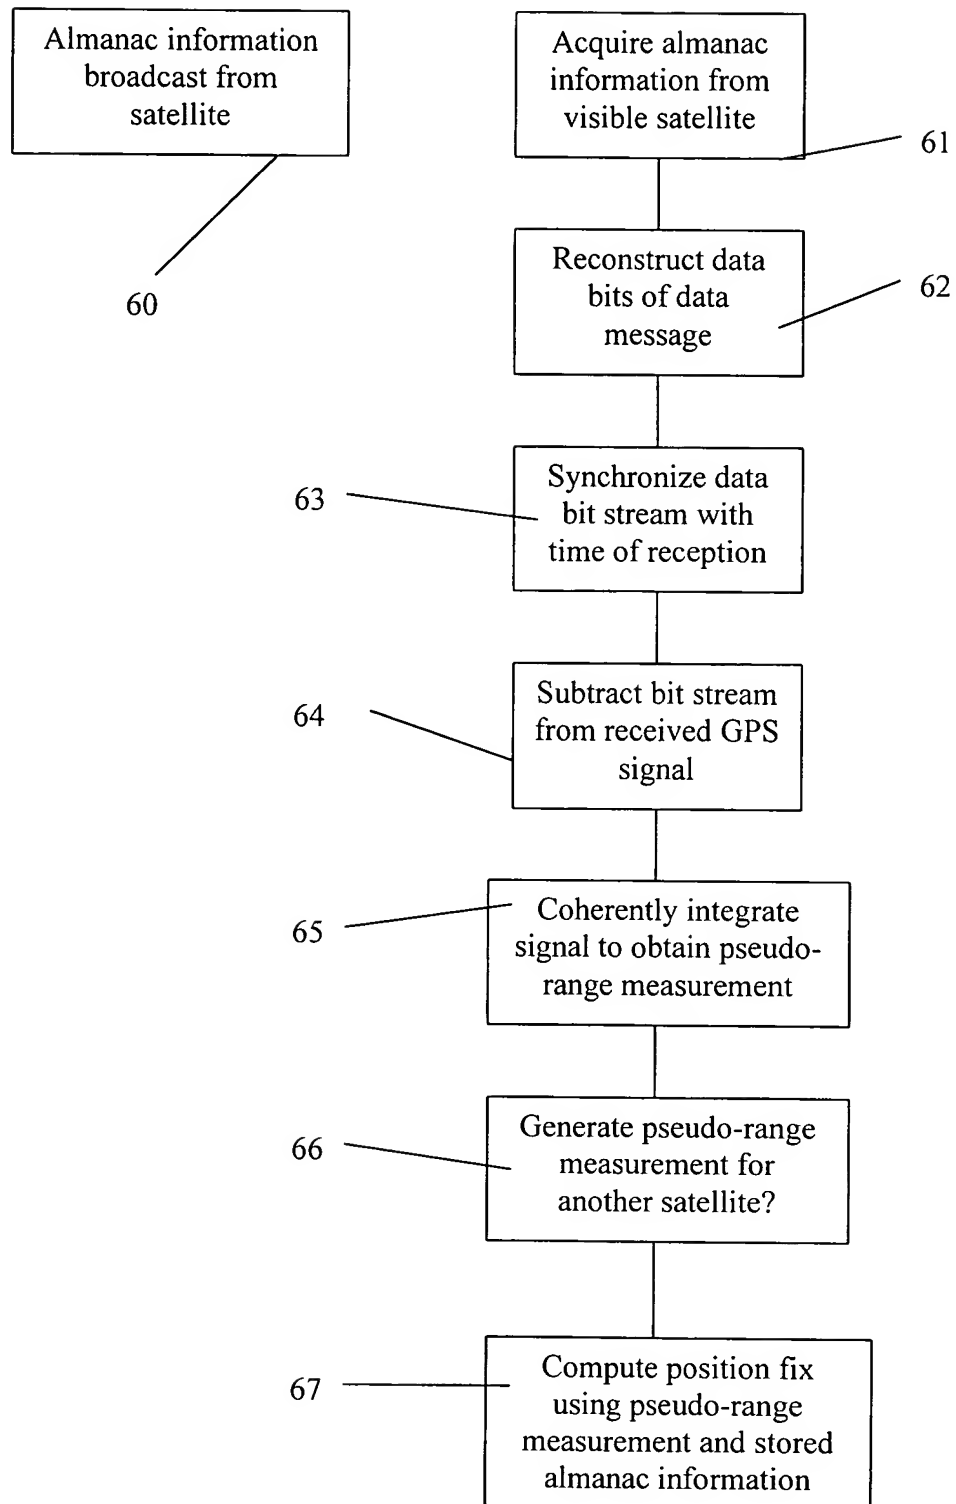 Almanac information
broadcast from
satellite
60
Acquire almanac
information from
visible satellite
61
Reconstruct data
bits of data
message
62
Synchronize data
bit stream with
time of reception
63
Subtract bit stream
from received GPS
signal
64
Coherently integrate
signal to obtain pseudo-
range measurement
65
Generate pseudo-range
measurement for
another satellite?
66
Compute position fix
using pseudo-range
measurement and stored
almanac information
67